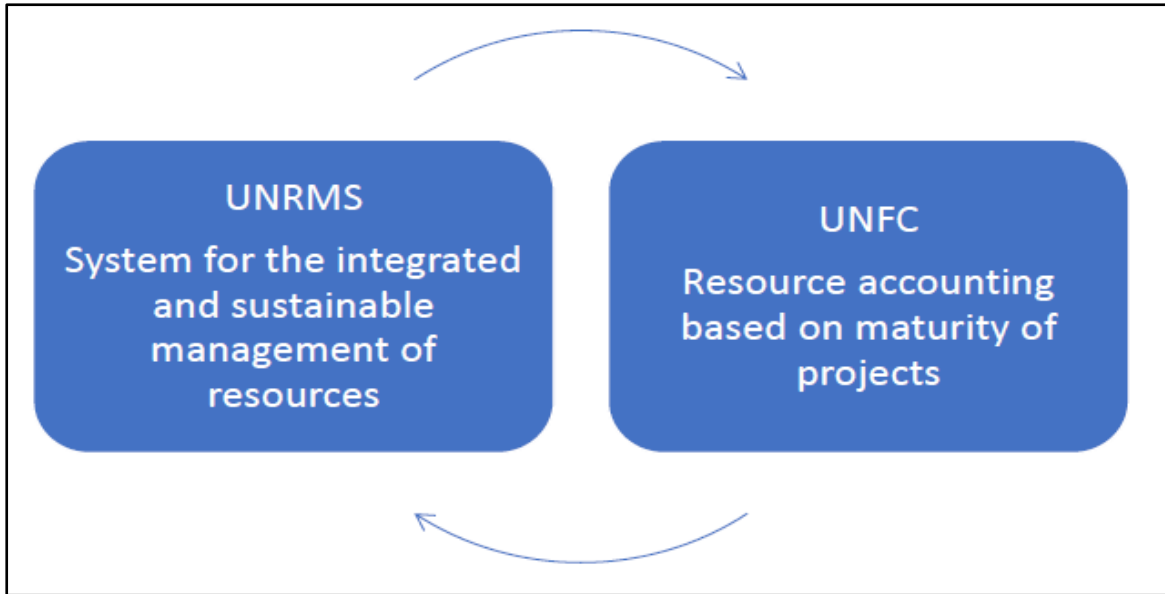 UNRMS
System for the integrated
and sustainable
management of
resources
UNFC
Resource accounting
based on maturity of
projects